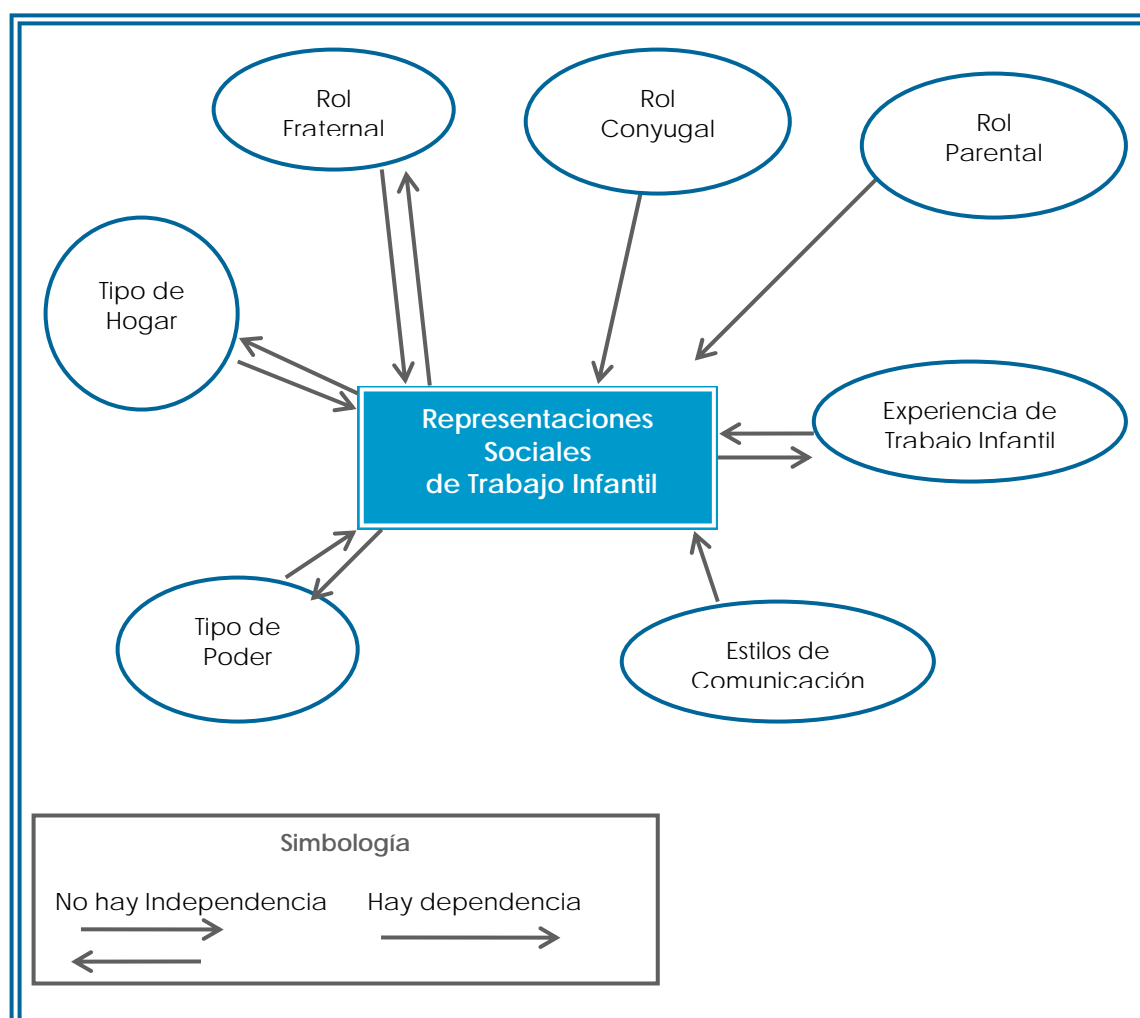 Rol
Fraternal
Rol
Conyugal
Rol
Parental
Tipo de
Hogar
Representaciones
Sociales
de Trabajo Infantil
Experiencia de
Trabajo Infantil
Tipo de
Poder
Estilos de
Comunicación
Simbología
No hay Independencia
Hay dependencia